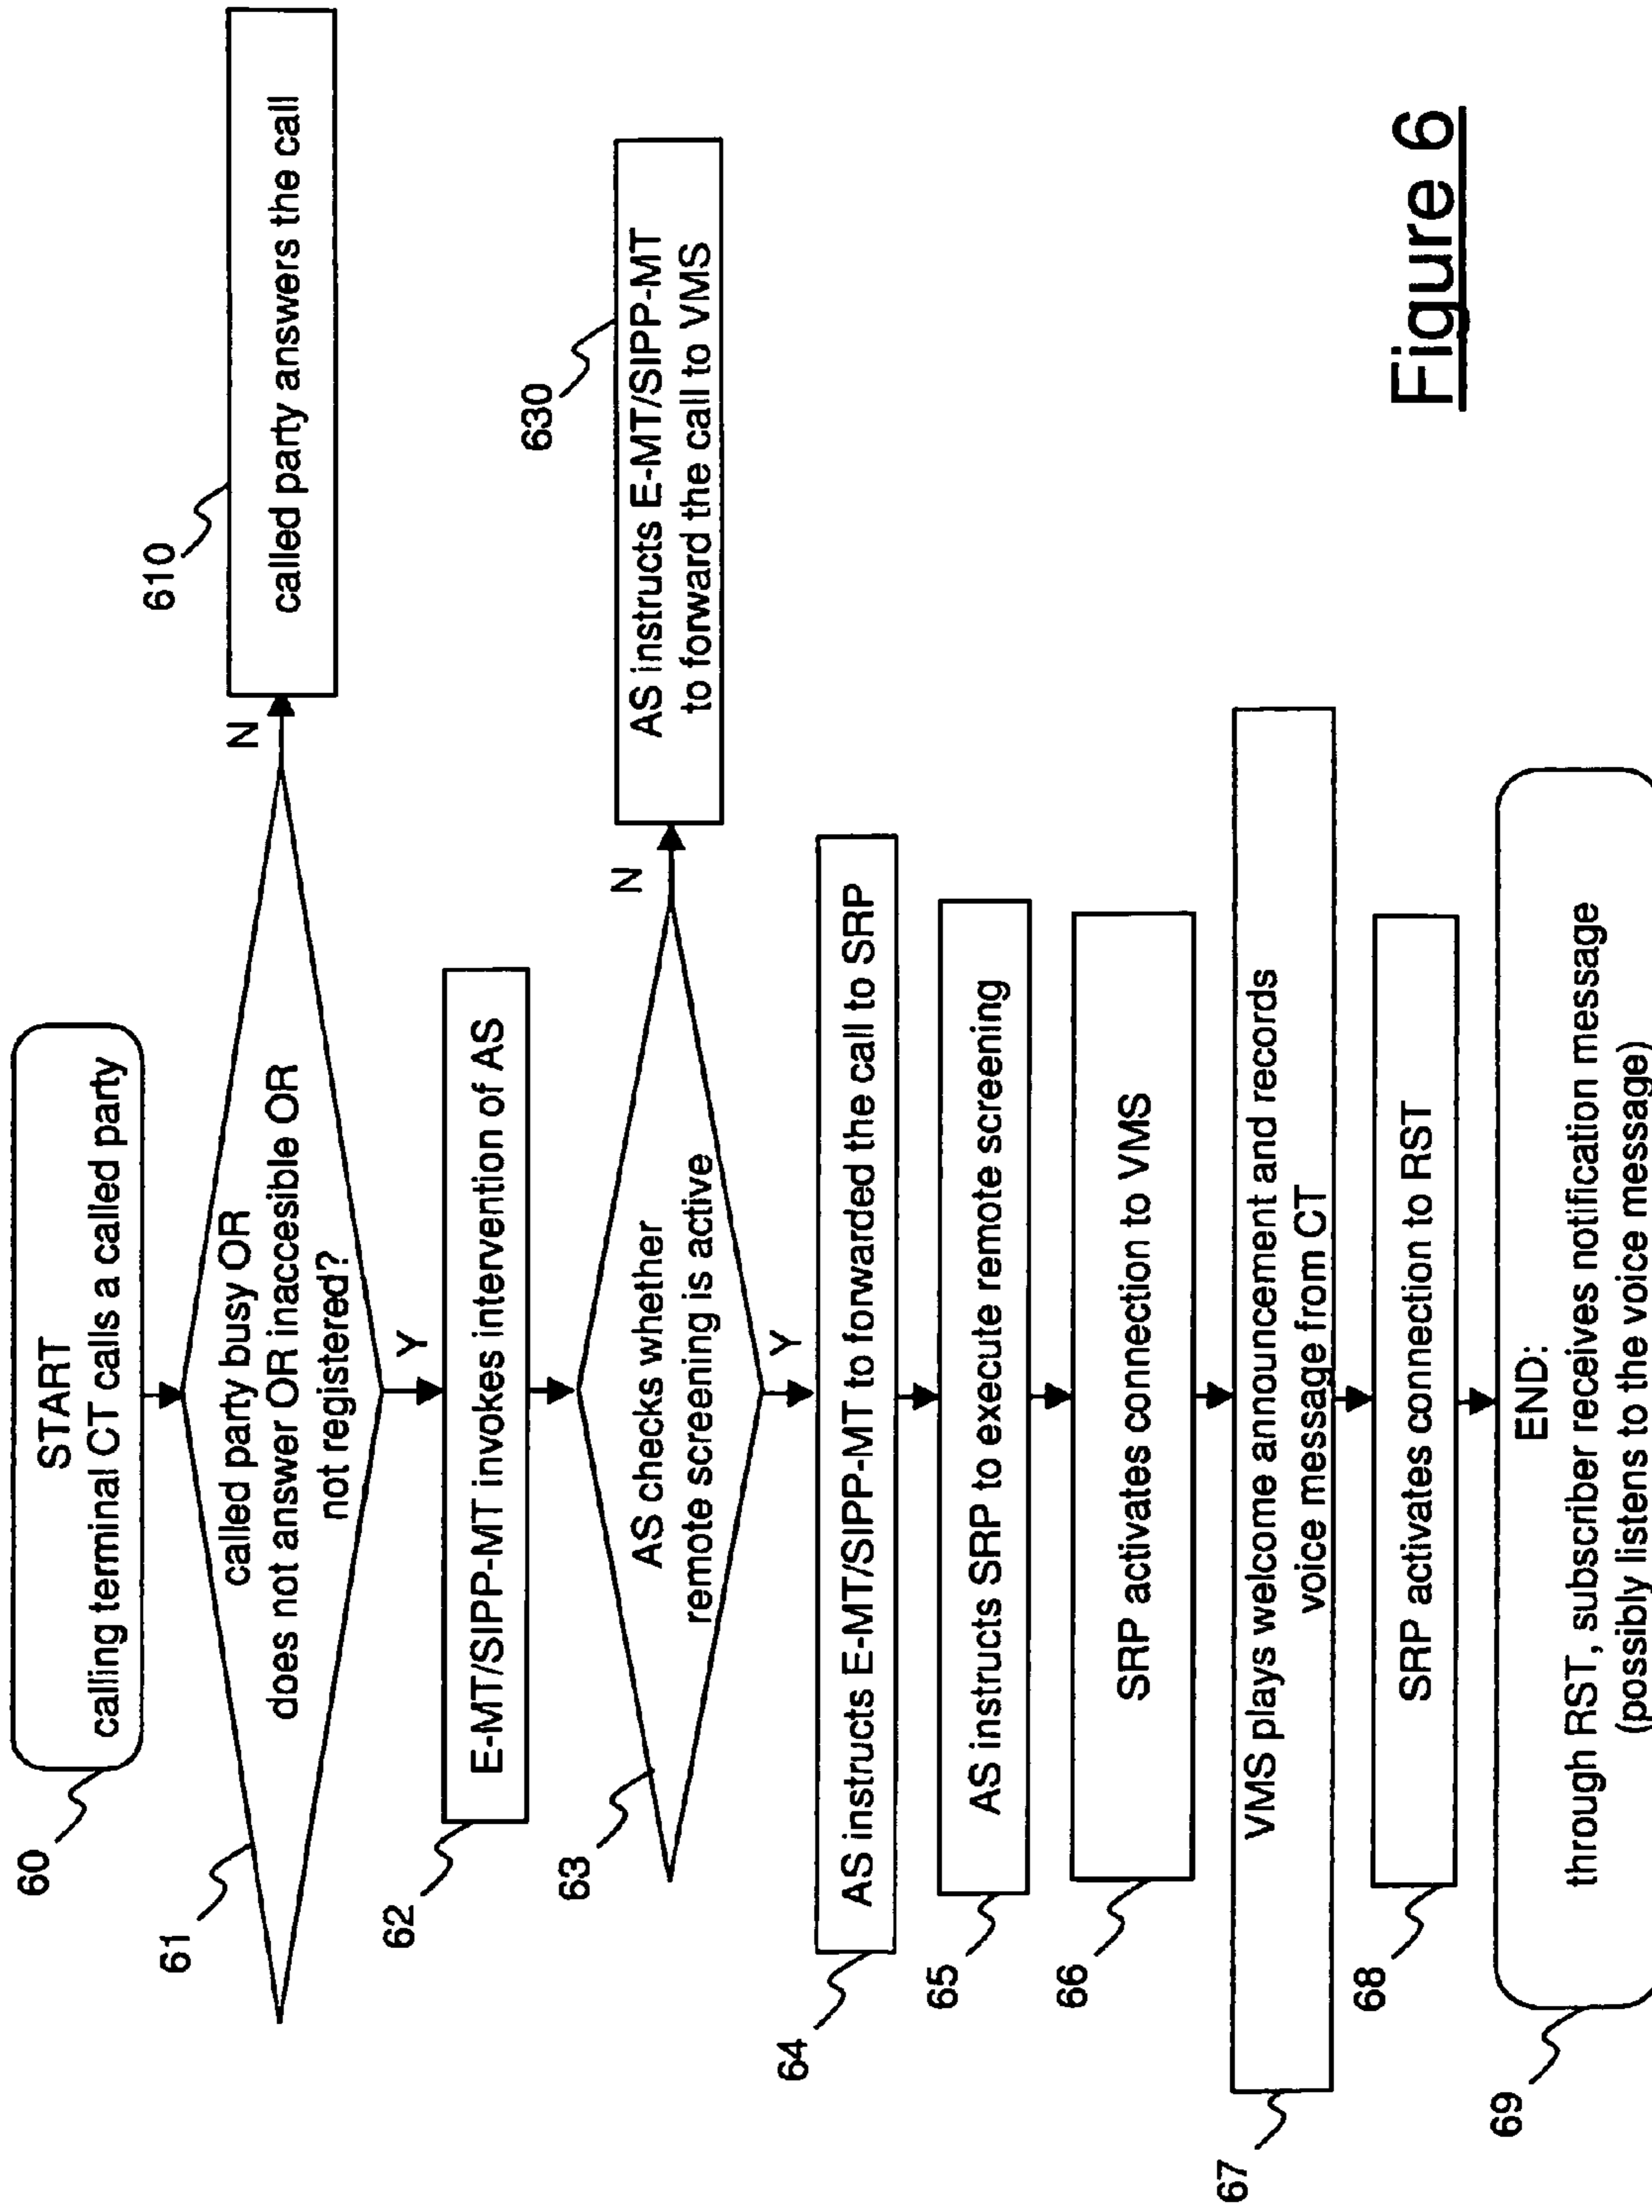 60
START
calling terminal CT calls a called party
61
called party busy OR
does not answer OR inaccesible OR
not registered?
N
610
called party answers the call
Y
62
E-MT/SIPP-MT invokes intervention of AS
63
AS checks whether
remote screening is active
N
630
AS instructs E-MT/SIPP-MT
to forward the call to VMS
Y
64
AS instructs E-MT/SIPP-MT to forwarded the call to SRP
65
AS instructs SRP to execute remote screening
66
SRP activates connection to VMS
67
VMS plays welcome announcement and records
voice message from CT
68
SRP activates connection to RST
69
END:
through RST, subscriber receives notification message
(possibly listens to the voice message)
Figure 6